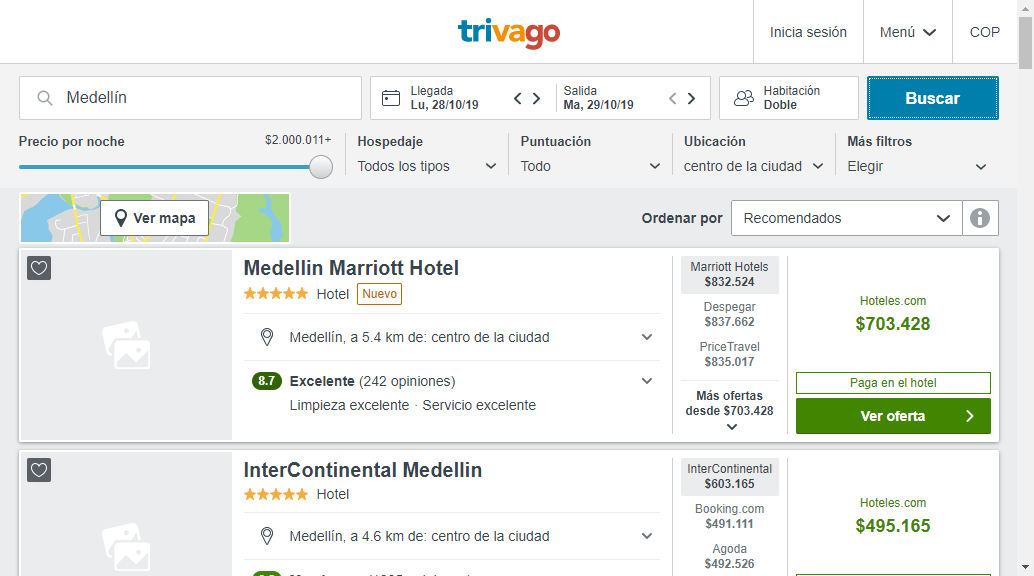 trivago
Inicia sesión
Menú
COP
Medellín
Llegada
Lu, 28/10/19
Salida
Ma, 29/10/19
Habitación
Doble
Buscar
Precio por noche
$2.000.011+
Hospedaje
Todos los tipos
Puntuación
Todo
Ubicación
centro de la ciudad
Más filtros
Elegir
Ver mapa
Ordenar por
Recomendados
Medellin Marriott Hotel
Hotel
Nuevo
Medellín, a 5.4 km de: centro de la ciudad
8.7 Excelente (242 opiniones)
Limpieza excelente · Servicio excelente
Marriott Hotels
$832.524
Despegar
$837.662
PriceTravel
$835.017
Más ofertas
desde $703.428
Hoteles.com
$703.428
Paga en el hotel
Ver oferta
InterContinental Medellin
Hotel
Medellín, a 4.6 km de: centro de la ciudad
InterContinental
$603.165
Booking.com
$491.111
Agoda
$492.526
Hoteles.com
$495.165